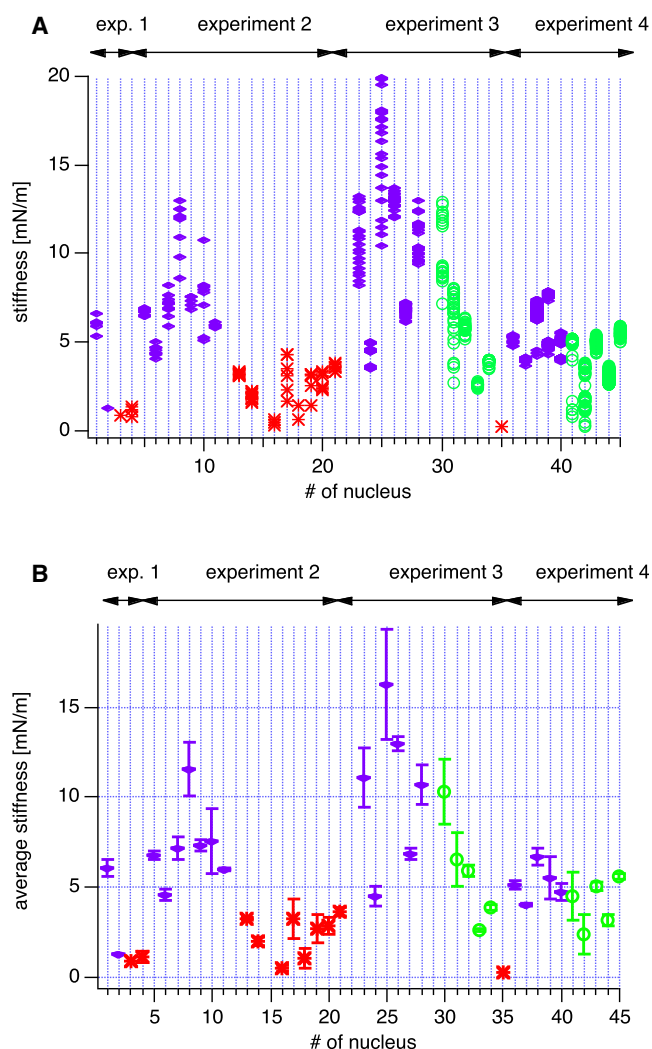 A
exp. 1 experiment 2 experiment 3 experiment 4
20
15
10
5
0
stiffness [mN/m]
10 20 30 40
# of nucleus
B
exp. 1 experiment 2 experiment 3 experiment 4
15
10
5
0
average stiffness [mN/m]
5 10 15 20 25 30 35 40 45
# of nucleus